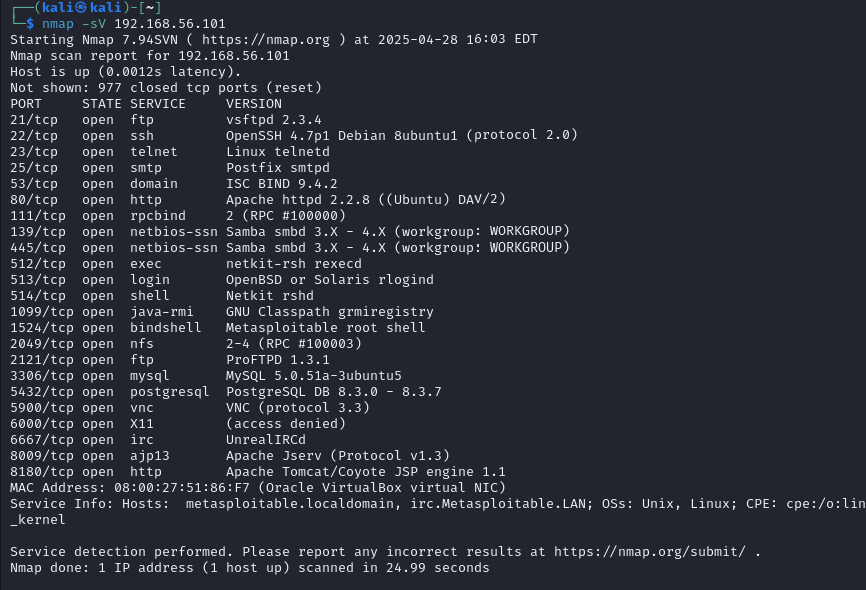 ┌──(kali㉿kali)-[~]
└─$ nmap -sV 192.168.56.101
Starting Nmap 7.94SVN ( https://nmap.org ) at 2025-04-28 16:03 EDT
Nmap scan report for 192.168.56.101
Host is up (0.0012s latency).
Not shown: 977 closed tcp ports (reset)
PORT     STATE SERVICE     VERSION
21/tcp   open  ftp         vsftpd 2.3.4
22/tcp   open  ssh         OpenSSH 4.7p1 Debian 8ubuntu1 (protocol 2.0)
23/tcp   open  telnet      Linux telnetd
25/tcp   open  smtp        Postfix smtpd
53/tcp   open  domain      ISC BIND 9.4.2
80/tcp   open  http        Apache httpd 2.2.8 ((Ubuntu) DAV/2)
111/tcp  open  rpcbind     2 (RPC #100000)
139/tcp  open  netbios-ssn Samba smbd 3.X - 4.X (workgroup: WORKGROUP)
445/tcp  open  netbios-ssn Samba smbd 3.X - 4.X (workgroup: WORKGROUP)
512/tcp  open  exec        netkit-rsh rexecd
513/tcp  open  login       OpenBSD or Solaris rlogind
514/tcp  open  shell       Netkit rshd
1099/tcp open  java-rmi    GNU Classpath grmiregistry
1524/tcp open  bindshell   Metasploitable root shell
2049/tcp open  nfs         2-4 (RPC #100003)
2121/tcp open  ftp         ProFTPD 1.3.1
3306/tcp open  mysql       MySQL 5.0.51a-3ubuntu5
5432/tcp open  postgresql  PostgreSQL DB 8.3.0 - 8.3.7
5900/tcp open  vnc         VNC (protocol 3.3)
6000/tcp open  X11         (access denied)
6667/tcp open  irc         UnrealIRCd
8009/tcp open  ajp13       Apache Jserv (Protocol v1.3)
8180/tcp open  http        Apache Tomcat/Coyote JSP engine 1.1
MAC Address: 08:00:27:51:86:F7 (Oracle VirtualBox virtual NIC)
Service Info: Hosts:  metasploitable.localdomain, irc.Metasploitable.LAN; OSs: Unix, Linux; CPE: cpe:/o:lin
_kernel

Service detection performed. Please report any incorrect results at https://nmap.org/submit/ .
Nmap done: 1 IP address (1 host up) scanned in 24.99 seconds